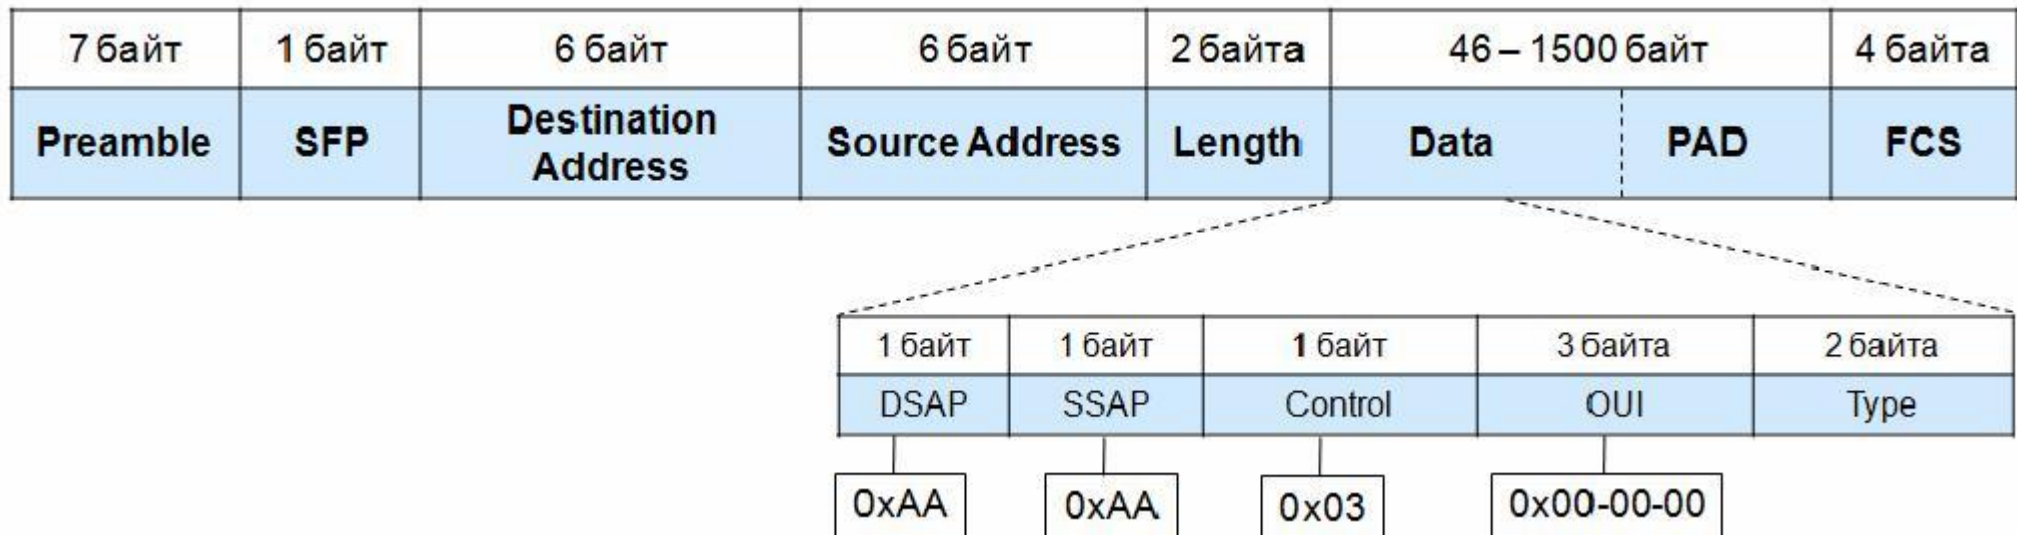 7 байт 1 байт 6 байт 6 байт 2 байта 46 – 1500 байт 4 байта
Preamble SFP Destination Address Source Address Length Data PAD FCS
1 байт 1 байт 1 байт 3 байта 2 байта
DSAP SSAP Control OUI Type
0xAA 0xAA 0x03 0x00-00-00